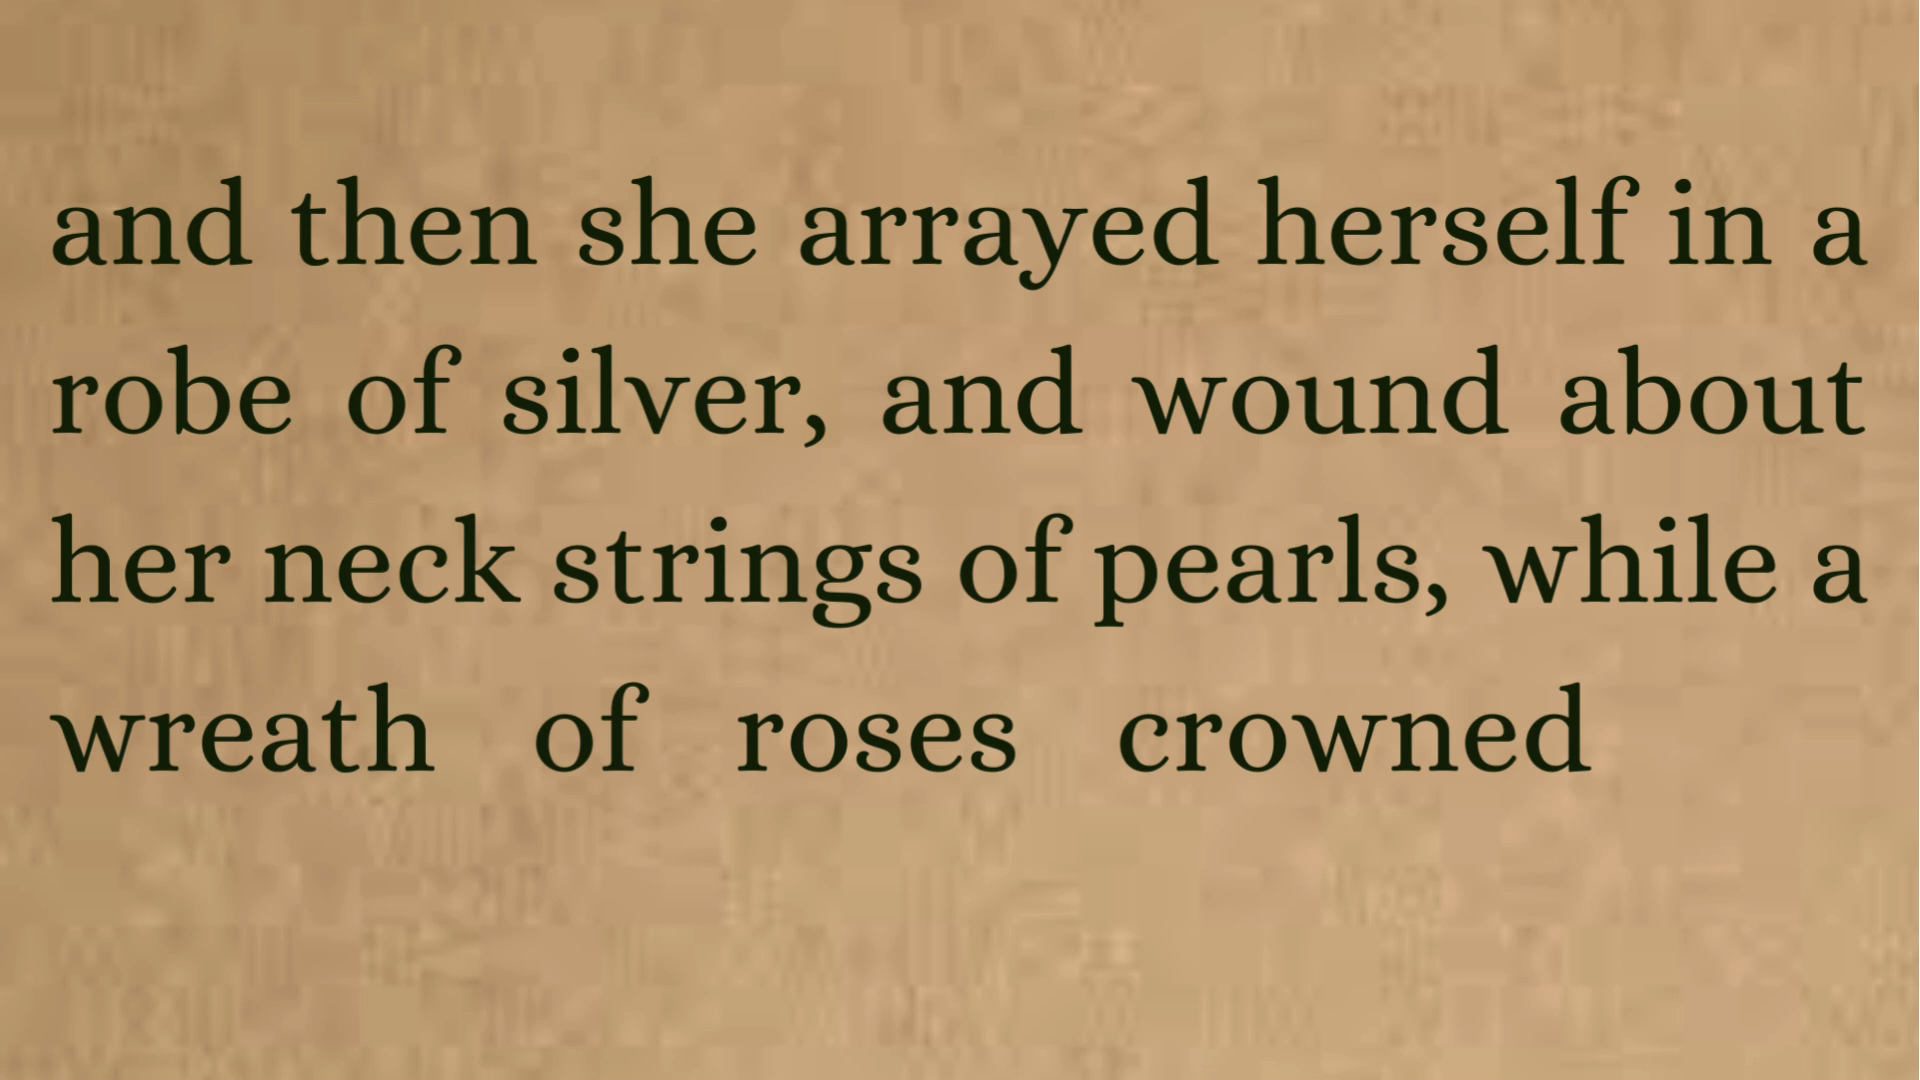 and then she arrayed herself in a
robe of silver, and wound about
her neck strings of pearls, while a
wreath of roses crowned